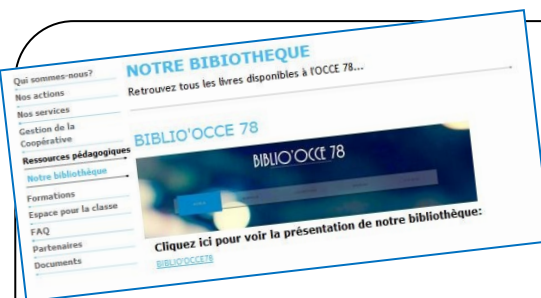 Qui sommes-nous?
Nos actions
Nos services
Gestion de la
Coopérative
Ressources pédagogiques
Notre bibliothèque
Formations
Espace pour la classe
FAQ
Partenaires
Documents
NOTRE BIBIOTHEQUE
Retrouvez tous les livres disponibles à l'OCCE 78...
BIBLIO'OCCE 78
BIBLIO'OCCE 78
Cliquez ici pour voir la présentation de notre bibliothèque:
BIBLIO'OCCE78